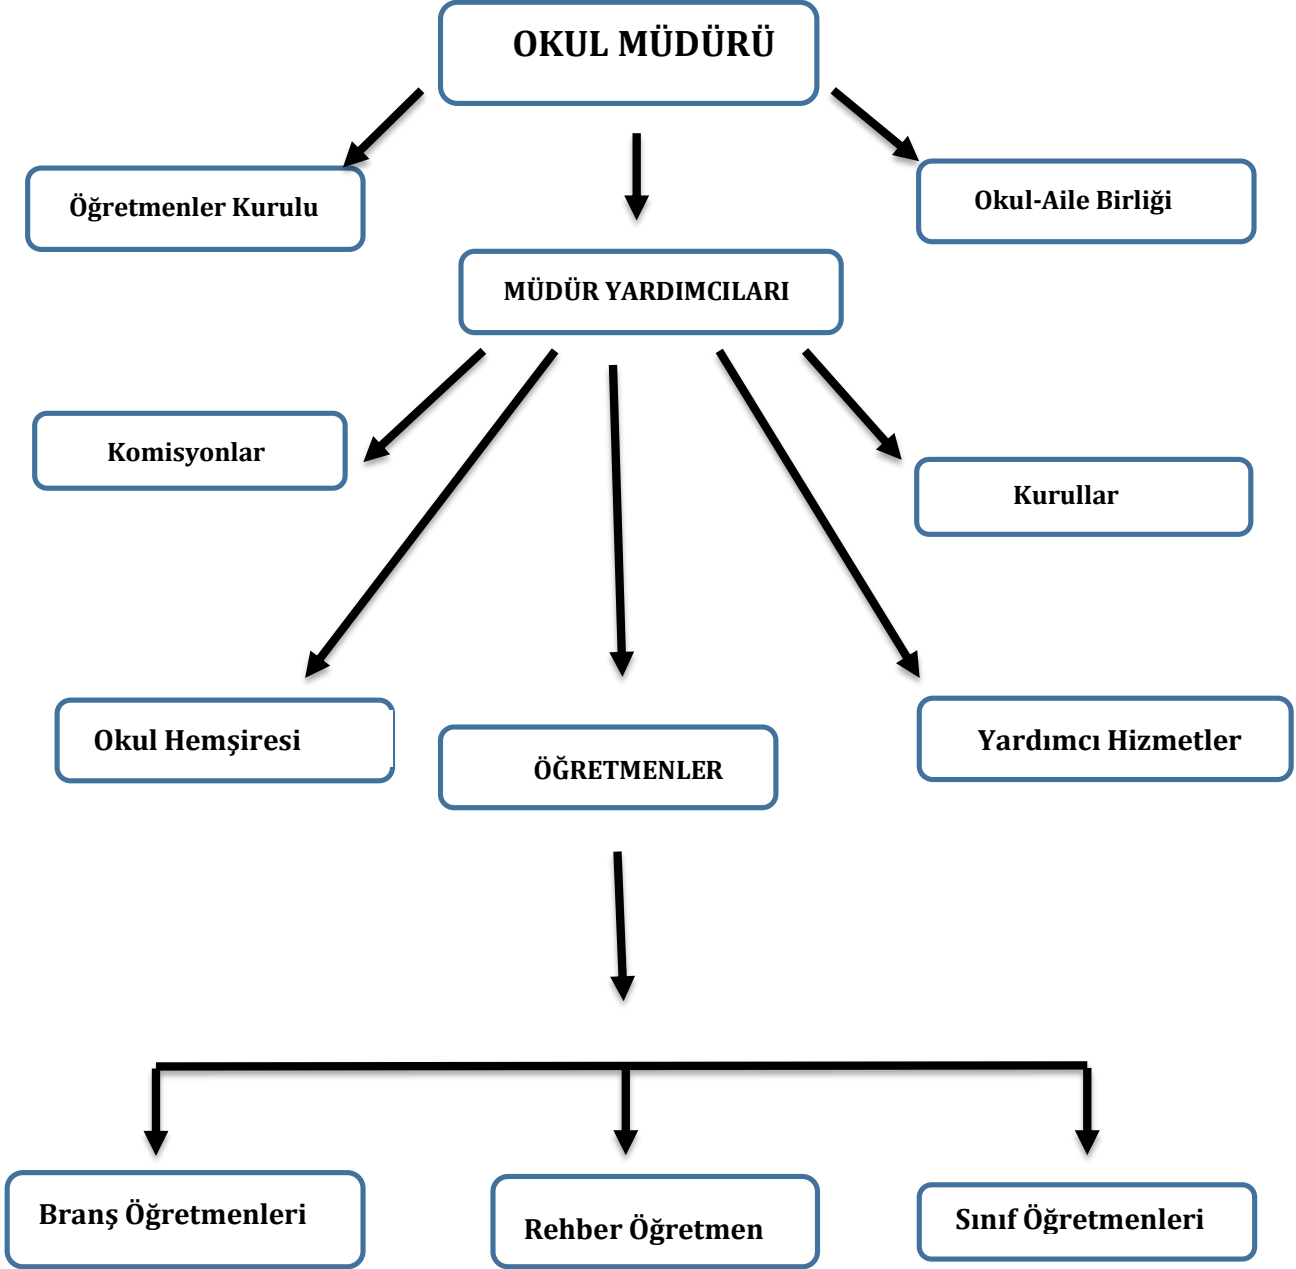 OKUL MÜDÜRÜ
Öğretmenler Kurulu
Okul-Aile Birliği
MÜDÜR YARDIMCILARI
Komisyonlar
Kurullar
Okul Hemşiresi
ÖĞRETMENLER
Yardımcı Hizmetler
Branş Öğretmenleri
Rehber Öğretmen
Sınıf Öğretmenleri